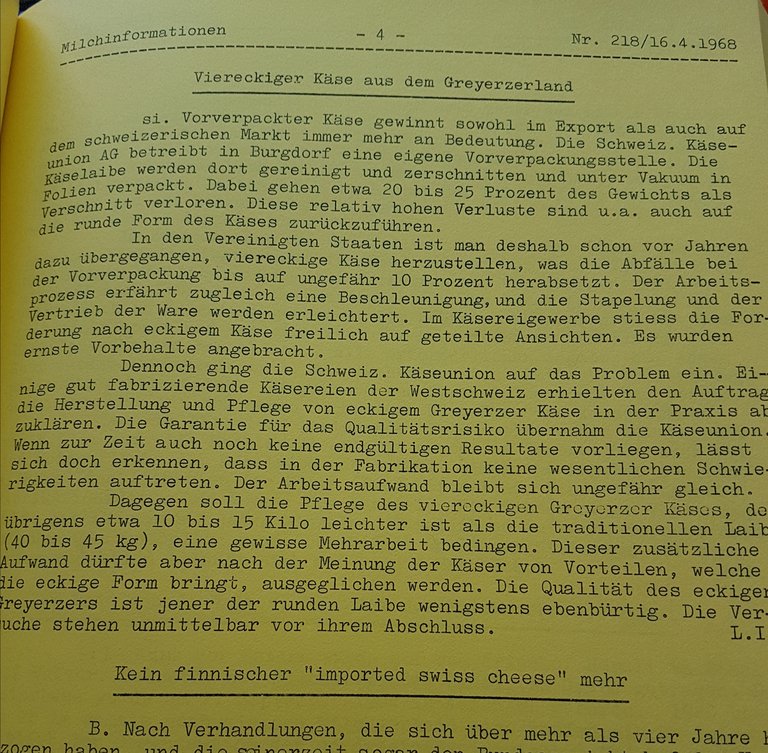 Milchinformationen - 4 - Nr. 218/16.4.1968
Viereckiger Käse aus dem Greyerzerland
si. Vorverpackter Käse gewinnt sowohl im Export als auch auf
dem schweizerischen Markt immer mehr an Bedeutung. Die Schweiz. Käse-
union AG betreibt in Burgdorf eine eigene Vorverpackungsstelle. Die
Käselaibe werden dort gereinigt und zerschnitten und unter Vakuum in
Folien verpackt. Dabei gehen etwa 20 bis 25 Prozent des Gewichts als
Verschnitt verloren. Diese relativ hohen Verluste sind u.a. auch auf
die runde Form des Käses zurückzuführen.
In den Vereinigten Staaten ist man deshalb schon vor Jahren
dazu übergegangen, viereckige Käse herzustellen, was die Abfälle bei
der Vorverpackung bis auf ungefähr 10 Prozent herabsetzt. Der Arbeits-
prozess erfährt zugleich eine Beschleunigung, und die Stapelung und der
Vertrieb der Ware werden erleichtert. Im Käsereigewerbe stiess die For-
derung nach eckigem Käse freilich auf geteilte Ansichten. Es wurden
ernste Vorbehalte angebracht.
Dennoch ging die Schweiz. Käseunion auf das Problem ein. Ei-
nige gut fabrizierende Käsereien der Westschweiz erhielten den Auftrag
die Herstellung und Pflege von eckigem Greyerzer Käse in der Praxis ab
zuklären. Die Garantie für das Qualitätsrisiko übernahm die Käseunion.
Wenn zur Zeit auch noch keine endgültigen Resultate vorliegen, lässt
sich doch erkennen, dass in der Fabrikation keine wesentlichen Schwie-
rigkeiten auftreten. Der Arbeitsaufwand bleibt sich ungefähr gleich.
Dagegen soll die Pflege des viereckigen Greyerzer Käses, de
übrigens etwa 10 bis 15 Kilo leichter ist als die traditionellen Laib
(40 bis 45 kg), eine gewisse Mehrarbeit bedingen. Dieser zusätzliche
Aufwand dürfte aber nach der Meinung der Käser von Vorteilen, welche
die eckige Form bringt, ausgeglichen werden. Die Qualität des eckiger
Greyerzers ist jener der runden Laibe wenigstens ebenbürtig. Die Ver-
uche stehen unmittelbar vor ihrem Abschluss. L.I
Kein finnischer "imported swiss cheese" mehr
B. Nach Verhandlungen, die sich über mehr als vier Jahre
zogen haben, und die seinerzeit sogar den